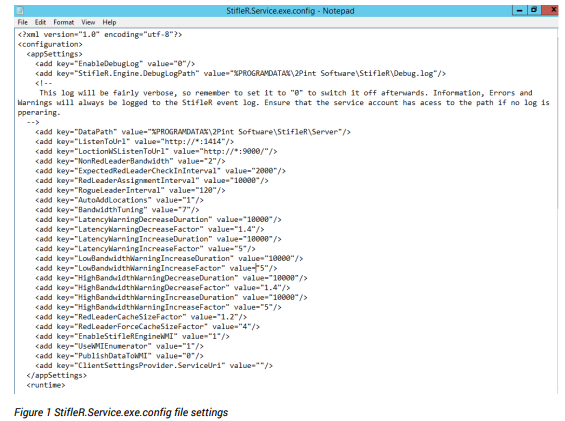 StifleR.Service.exe.config - Notepad
File Edit Format View Help
<?xml version="1.0" encoding="utf-8"?>
<configuration>
<appSettings>
<add key="EnableDebugLog" value="0"/>
<add key="StifleR.Engine.DebugLogPath" value="%PROGRAMDATA%\2Pint Software\StifleR\Debug.log"/>
<!--
This log will be fairly verbose, so remember to set it to "0" to switch it off afterwards. Information, Errors and
Warnings will always be logged to the StifleR event log. Ensure that the service account has acess to the path if no log is
pperaring.
-->
<add key="DataPath" value="%PROGRAMDATA%\2Pint Software\StifleR\Server"/>
<add key="ListenToUrl" value="http://*:1414"/>
<add key="LoctionWSListenToUrl" value="http://*:9000/"/>
<add key="NonRedLeaderBandwidth" value="2"/>
<add key="ExpectedRedLeaderCheckInInterval" value="2000"/>
<add key="RedLeaderAssignmentInterval" value="10000"/>
<add key="RogueLeaderInterval" value="120"/>
<add key="AutoAddLocations" value="1"/>
<add key="BandwidthTuning" value="7"/>
<add key="LatencyWarningDecreaseDuration" value="10000"/>
<add key="LatencyWarningDecreaseFactor" value="1.4"/>
<add key="LatencyWarningIncreaseDuration" value="10000"/>
<add key="LatencyWarningIncreaseFactor" value="5"/>
<add key="LowBandwidthWarningIncreaseDuration" value="10000"/>
<add key="LowBandwidthWarningIncreaseFactor" value="5"/>
<add key="HighBandwidthWarningDecreaseDuration" value="10000"/>
<add key="HighBandwidthWarningDecreaseFactor" value="1.4"/>
<add key="HighBandwidthWarningIncreaseDuration" value="10000"/>
<add key="HighBandwidthWarningIncreaseFactor" value="5"/>
<add key="RedLeaderCacheSizeFactor" value="1.2"/>
<add key="RedLeaderForceCacheSizeFactor" value="4"/>
<add key="EnableStifleREngineWMI" value="1"/>
<add key="UseWMIEnumerator" value="1"/>
<add key="PublishDataToWMI" value="0"/>
<add key="ClientSettingsProvider.ServiceUri" value=""/>
</appSettings>
<runtime>
Figure 1 StifleR.Service.exe.config file settings